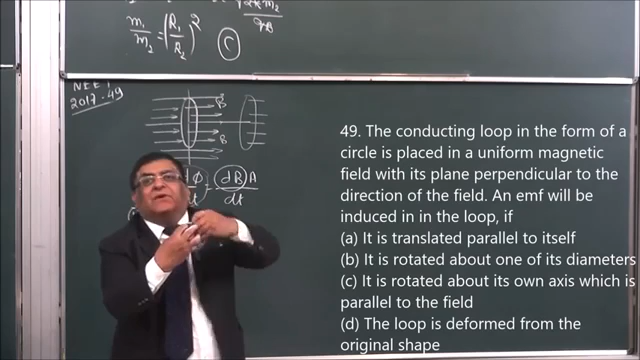 m₁/m₂ = (R₁/R₂)²
(c)
NEET
2017-49
B
B
dφ/dt = (dB)A/dt
49. The conducting loop in the form of a
circle is placed in a uniform magnetic
field with its plane perpendicular to the
direction of the field. An emf will be
induced in in the loop, if
(a) It is translated parallel to itself
(b) It is rotated about one of its diameters
(c) It is rotated about its own axis which is
parallel to the field
(d) The loop is deformed from the
original shape